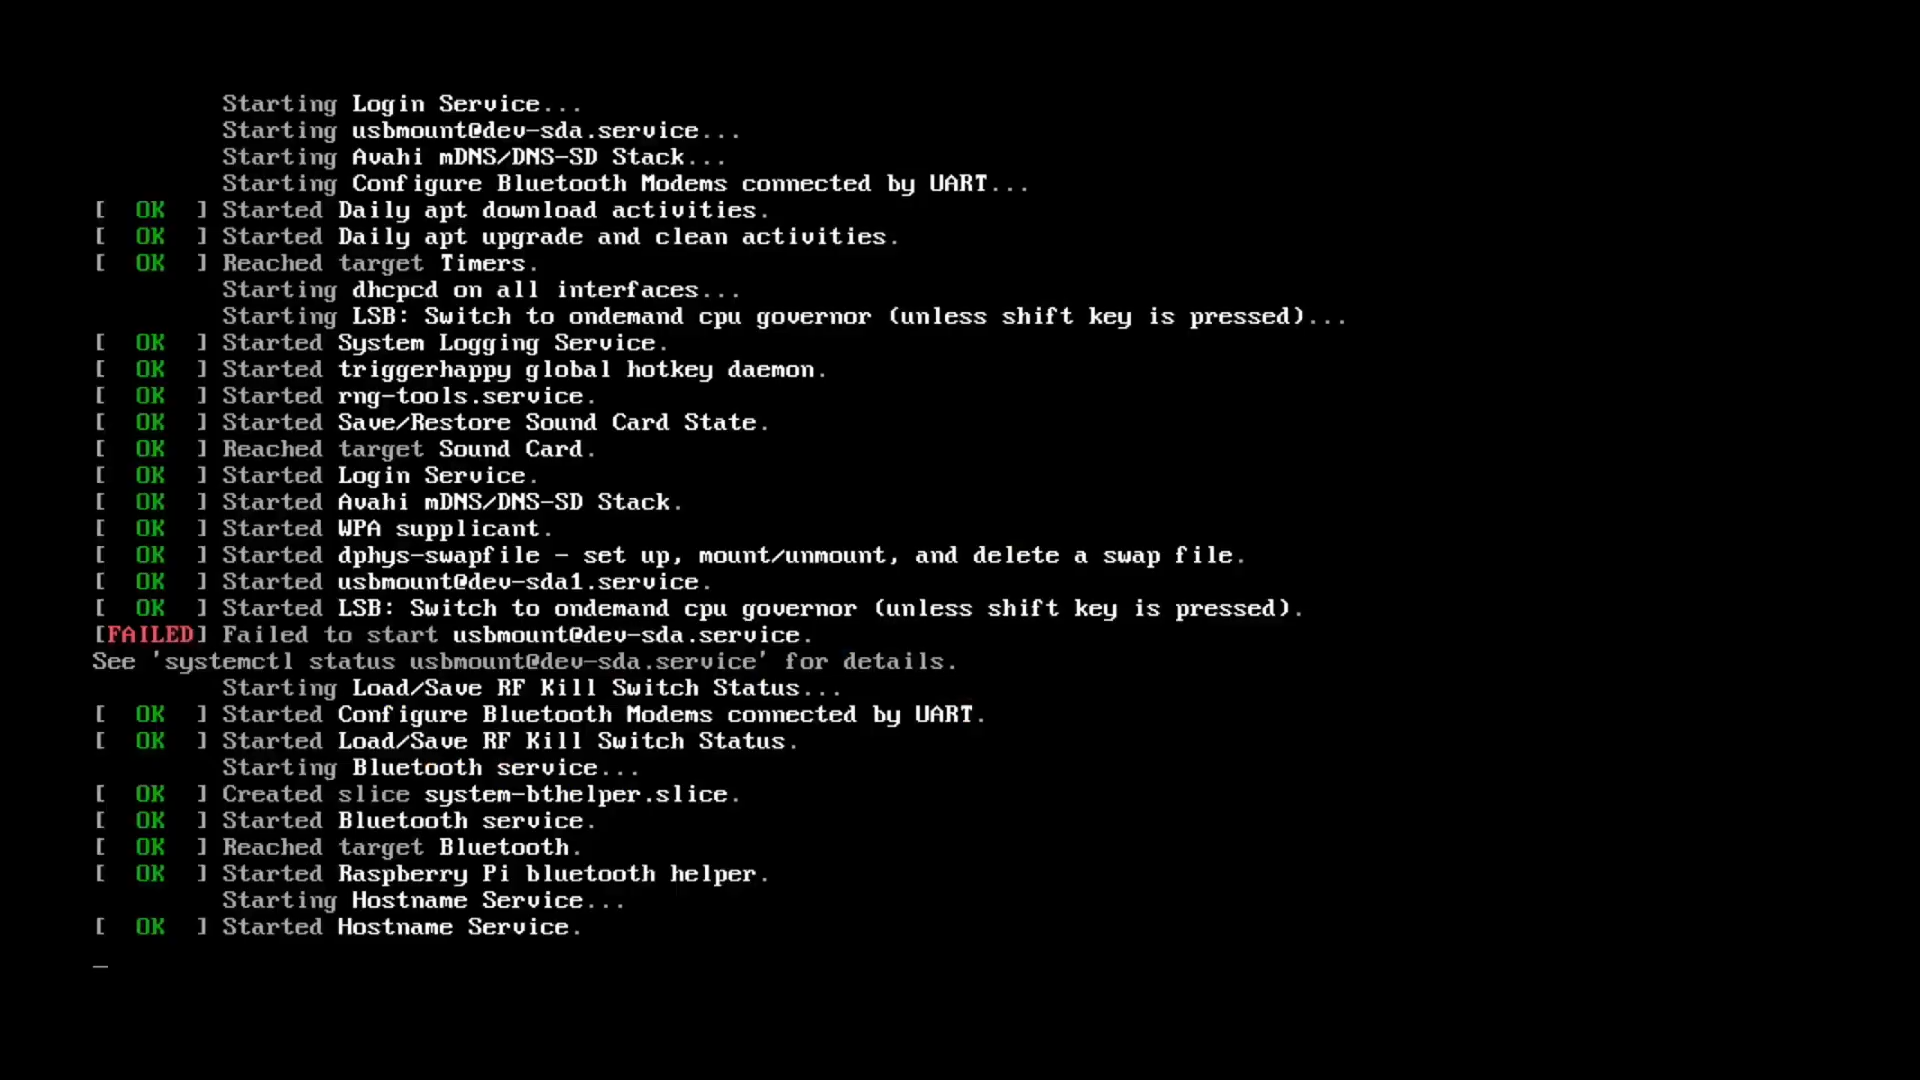 Starting Login Service...
Starting usbmount@dev-sda.service...
Starting Avahi mDNS/DNS-SD Stack...
Starting Configure Bluetooth Modems connected by UART...
[  OK  ] Started Daily apt download activities.
[  OK  ] Started Daily apt upgrade and clean activities.
[  OK  ] Reached target Timers.
Starting dhcpcd on all interfaces...
Starting LSB: Switch to ondemand cpu governor (unless shift key is pressed)...
[  OK  ] Started System Logging Service.
[  OK  ] Started triggerhappy global hotkey daemon.
[  OK  ] Started rng-tools.service.
[  OK  ] Started Save/Restore Sound Card State.
[  OK  ] Reached target Sound Card.
[  OK  ] Started Login Service.
[  OK  ] Started Avahi mDNS/DNS-SD Stack.
[  OK  ] Started WPA supplicant.
[  OK  ] Started dphys-swapfile - set up, mount/unmount, and delete a swap file.
[  OK  ] Started usbmount@dev-sda1.service.
[  OK  ] Started LSB: Switch to ondemand cpu governor (unless shift key is pressed).
[FAILED] Failed to start usbmount@dev-sda.service.
See 'systemctl status usbmount@dev-sda.service' for details.
Starting Load/Save RF Kill Switch Status...
[  OK  ] Started Configure Bluetooth Modems connected by UART.
[  OK  ] Started Load/Save RF Kill Switch Status.
Starting Bluetooth service...
[  OK  ] Created slice system-bthelper.slice.
[  OK  ] Started Bluetooth service.
[  OK  ] Reached target Bluetooth.
[  OK  ] Started Raspberry Pi bluetooth helper.
Starting Hostname Service...
[  OK  ] Started Hostname Service.
_